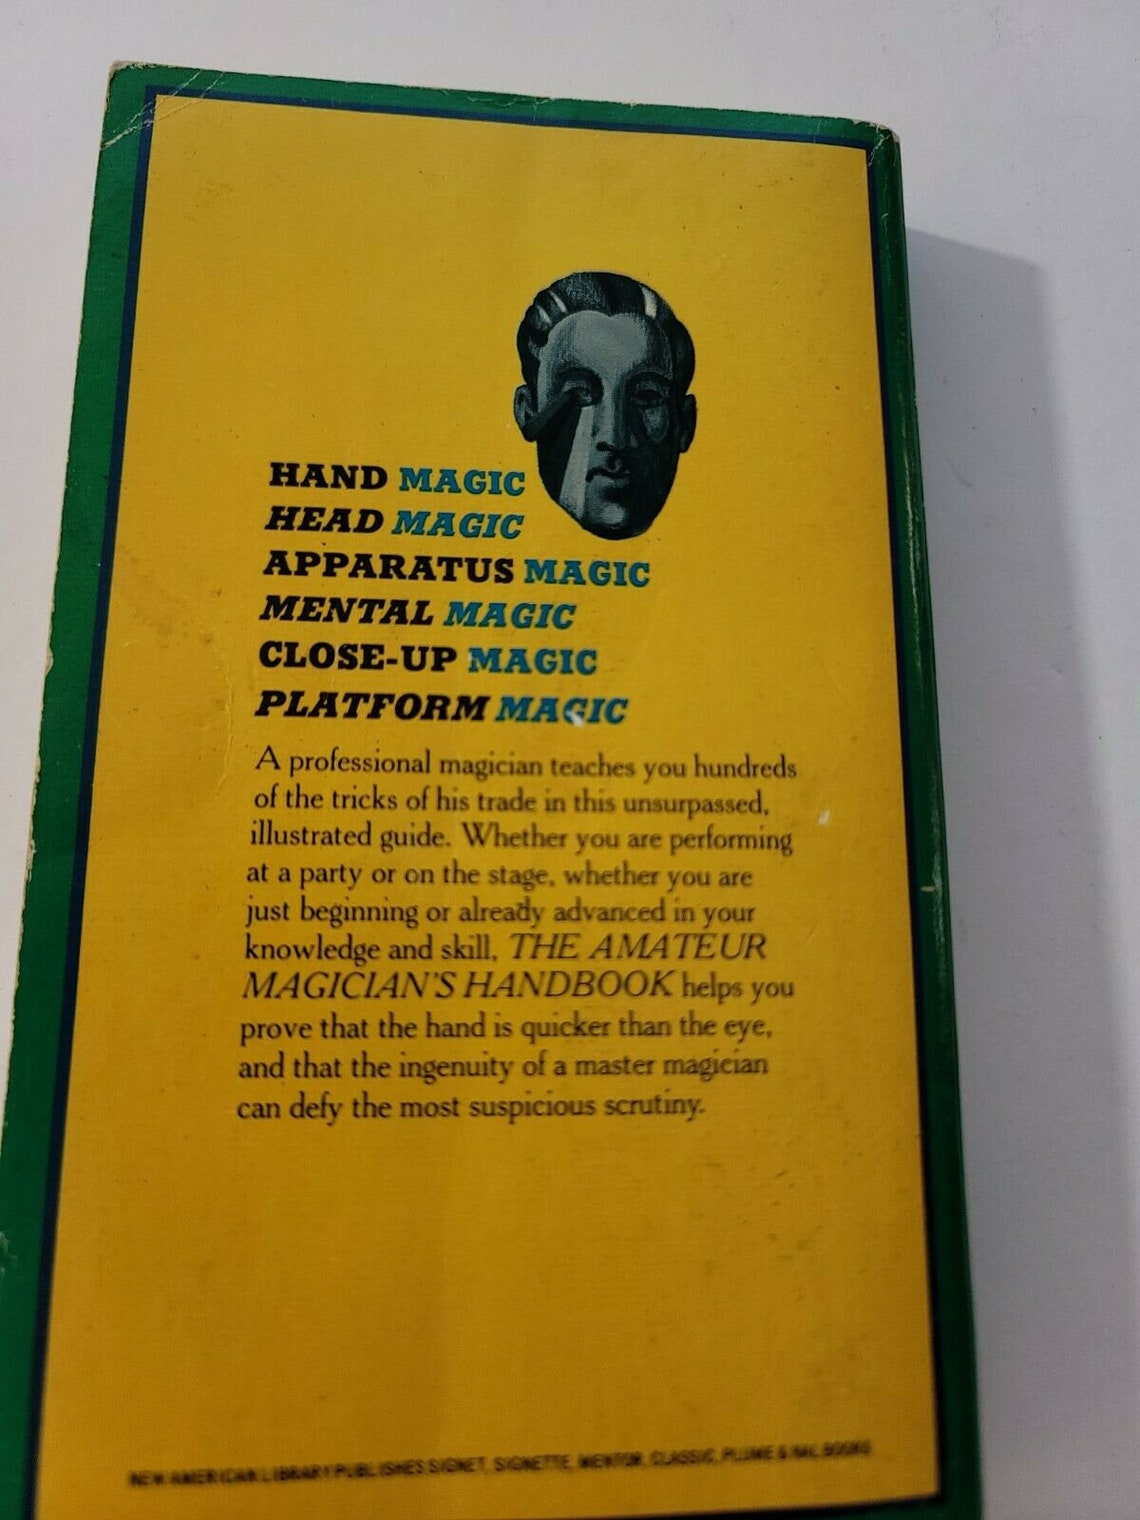 HAND MAGIC
HEAD MAGIC
APPARATUS MAGIC
MENTAL MAGIC
CLOSE-UP MAGIC
PLATFORM MAGIC
A professional magician teaches you hundreds
of the tricks of his trade in this unsurpassed,
illustrated guide. Whether you are performing
at a party or on the stage, whether you are
just beginning or already advanced in your
knowledge and skill, THE AMATEUR
MAGICIAN'S HANDBOOK helps you
prove that the hand is quicker than the eye,
and that the ingenuity of a master magician
can defy the most suspicious scrutiny.
NEW AMERICAN LIBRARY PUBLISHES SIGNET, SIGNETTE, MENTOR, CLASSIC, PLUME & NAL BOOKS